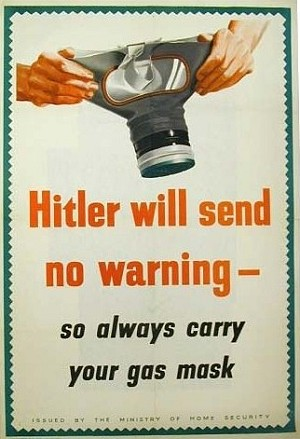 Hitler will send
no warning –
so always carry
your gas mask
ISSUED BY THE MINISTRY OF HOME SECURITY